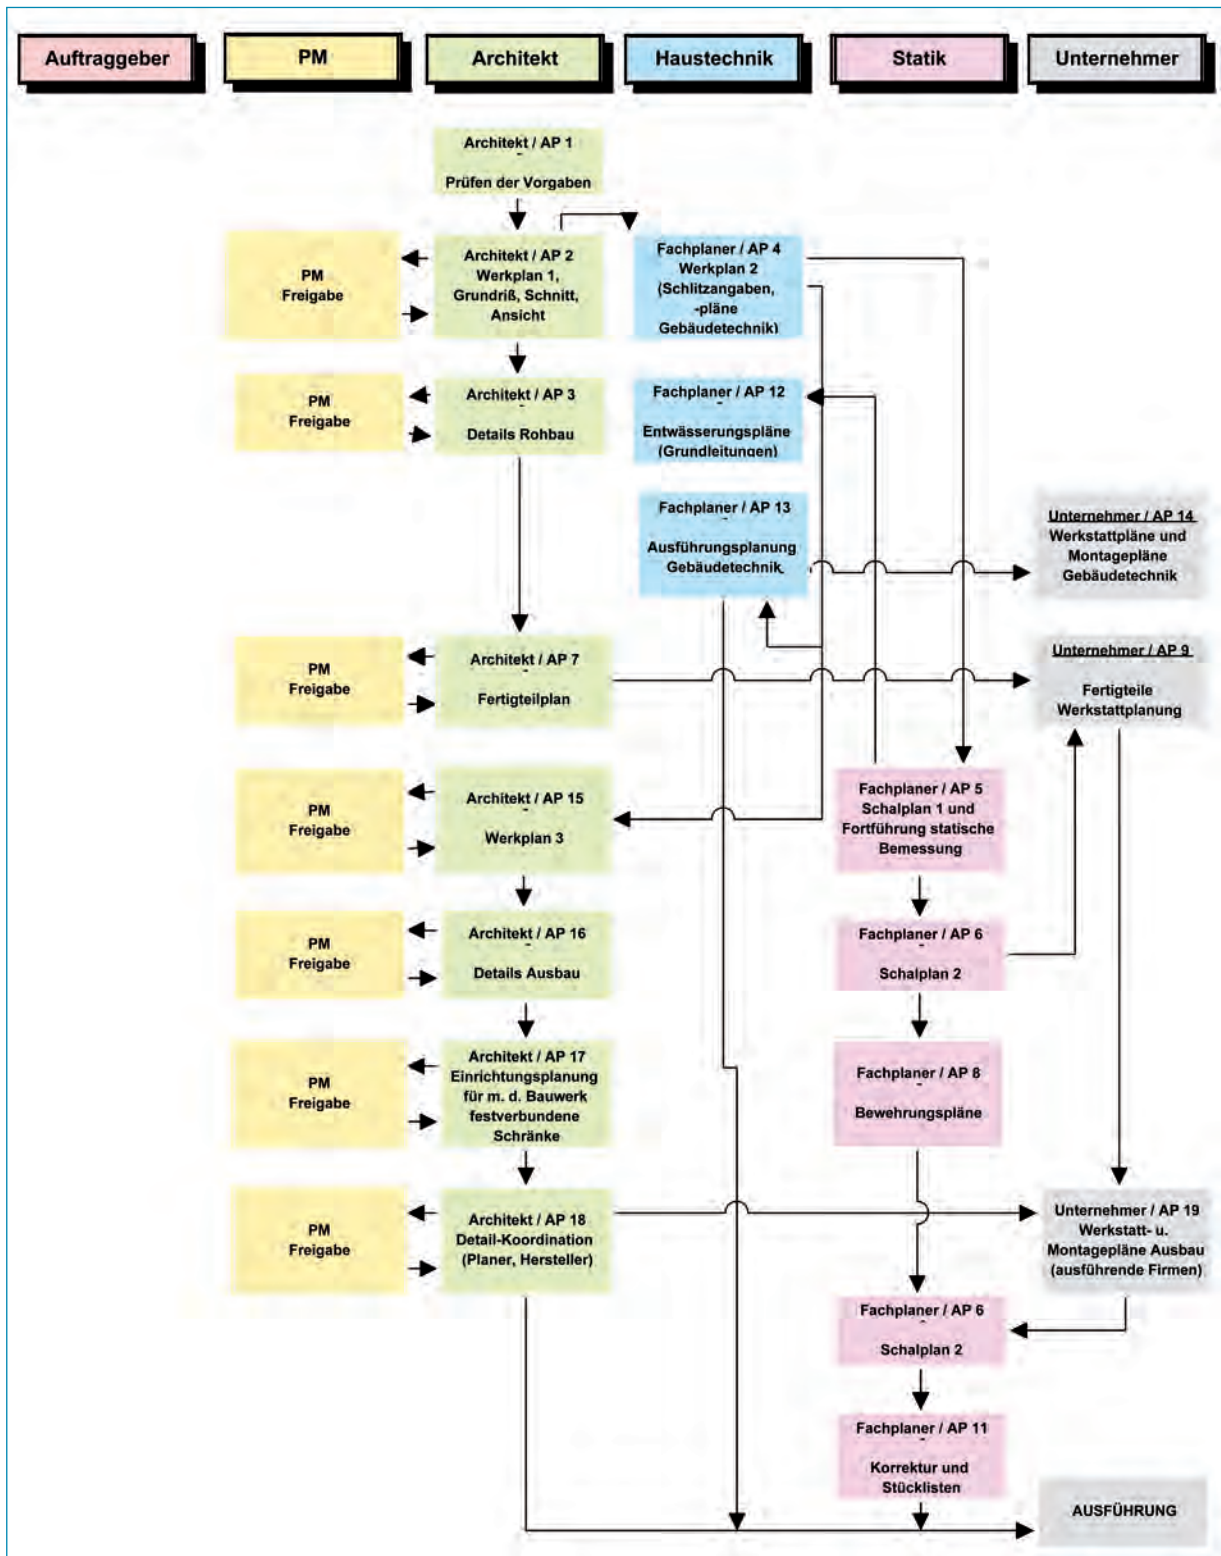 Auftraggeber
PM
Architekt
Haustechnik
Statik
Unternehmer
Architekt / AP 1
-
Prüfen der Vorgaben
PM
Freigabe
Architekt / AP 2
Werkplan 1,
Grundriß, Schnitt,
Ansicht
Fachplaner / AP 4
Werkplan 2
(Schlitzangaben,
-pläne
Gebäudetechnik)
PM
Freigabe
Architekt / AP 3
-
Details Rohbau
Fachplaner / AP 12
-
Entwässerungspläne
(Grundleitungen)
Fachplaner / AP 13
-
Ausführungsplanung
Gebäudetechnik
Unternehmer / AP 14
Werkstattpläne und
Montagepläne
Gebäudetechnik
PM
Freigabe
Architekt / AP 7
-
Fertigteilplan
Unternehmer / AP 9
Fertigteile
Werkstattplanung
PM
Freigabe
Architekt / AP 15
-
Werkplan 3
Fachplaner / AP 5
Schalplan 1 und
Fortführung statische
Bemessung
PM
Freigabe
Architekt / AP 16
-
Details Ausbau
Fachplaner / AP 6
-
Schalplan 2
PM
Freigabe
Architekt / AP 17
Einrichtungsplanung
für m. d. Bauwerk
festverbundene
Schränke
Fachplaner / AP 8
-
Bewehrungspläne
PM
Freigabe
Architekt / AP 18
Detail-Koordination
(Planer, Hersteller)
Unternehmer / AP 19
Werkstatt- u.
Montagepläne Ausbau
(ausführende Firmen)
Fachplaner / AP 6
-
Schalplan 2
Fachplaner / AP 11
-
Korrektur und
Stücklisten
AUSFÜHRUNG